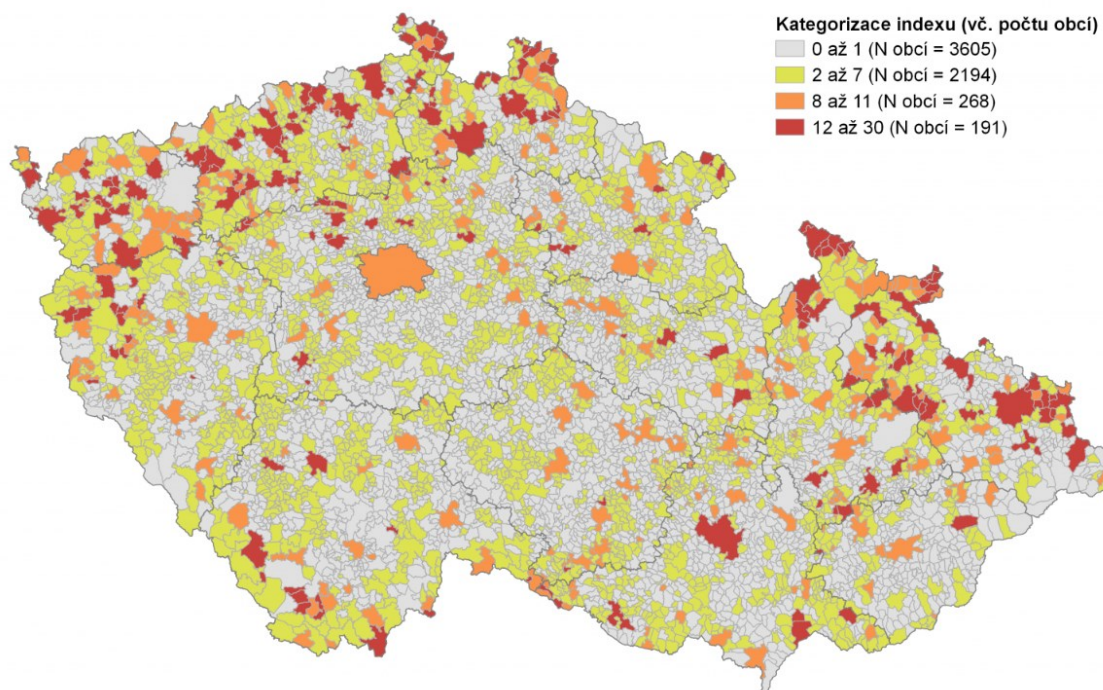 Kategorizace indexu (vč. počtu obcí)
0 až 1 (N obcí = 3605)
2 až 7 (N obcí = 2194)
8 až 11 (N obcí = 268)
12 až 30 (N obcí = 191)